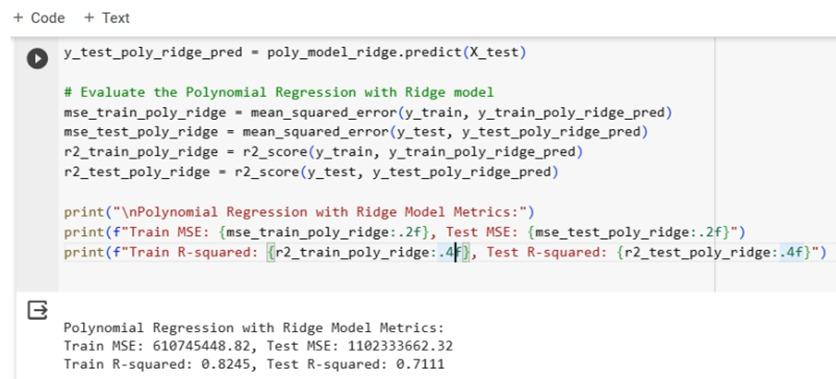 + Code + Text
y_test_poly_ridge_pred = poly_model_ridge.predict(X_test)
# Evaluate the Polynomial Regression with Ridge model
mse_train_poly_ridge = mean_squared_error(y_train, y_train_poly_ridge_pred)
mse_test_poly_ridge = mean_squared_error(y_test, y_test_poly_ridge_pred)
r2_train_poly_ridge = r2_score(y_train, y_train_poly_ridge_pred)
r2_test_poly_ridge = r2_score(y_test, y_test_poly_ridge_pred)
print("\nPolynomial Regression with Ridge Model Metrics:")
print(f"Train MSE: {mse_train_poly_ridge:.2f}, Test MSE: {mse_test_poly_ridge:.2f}")
print(f"Train R-squared: {r2_train_poly_ridge:.4f}, Test R-squared: {r2_test_poly_ridge:.4f}")
Polynomial Regression with Ridge Model Metrics:
Train MSE: 610745448.82, Test MSE: 1102333662.32
Train R-squared: 0.8245, Test R-squared: 0.7111